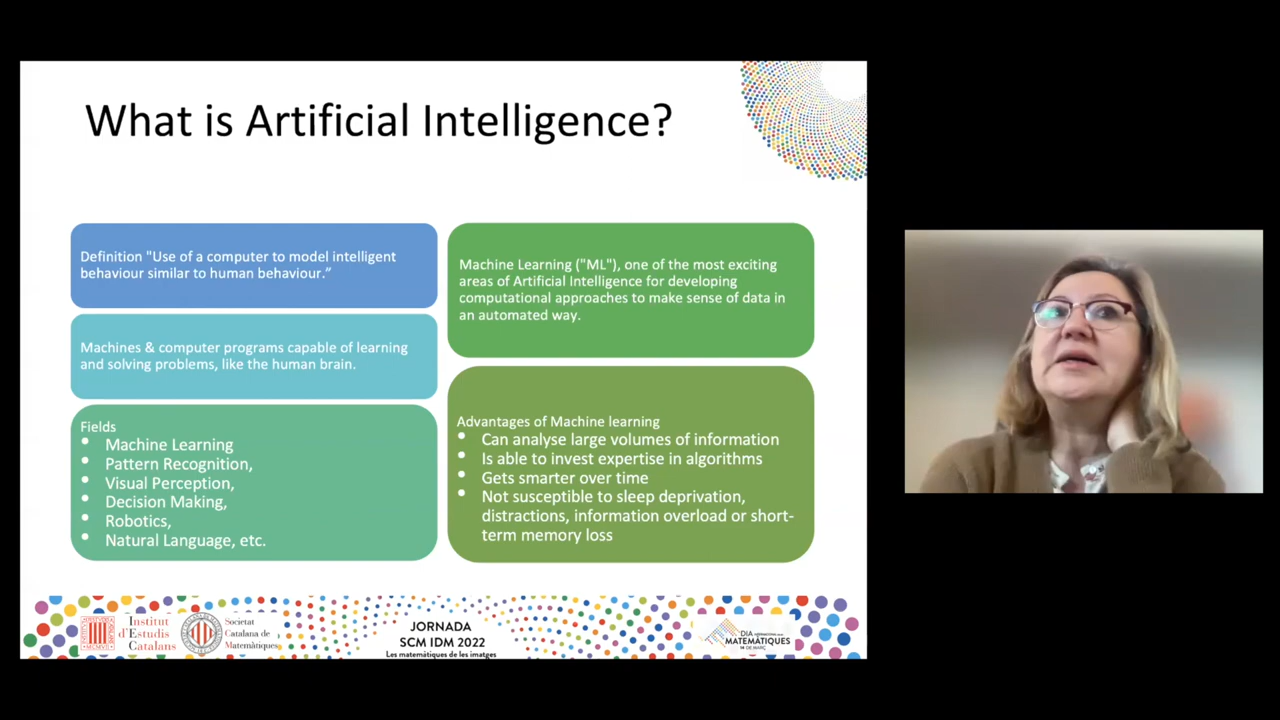 What is Artificial Intelligence?
Definition "Use of a computer to model intelligent
behaviour similar to human behaviour.”
Machines & computer programs capable of learning
and solving problems, like the human brain.
Fields
• Machine Learning
• Pattern Recognition,
• Visual Perception,
• Decision Making,
• Robotics,
• Natural Language, etc.
Machine Learning ("ML"), one of the most exciting
areas of Artificial Intelligence for developing
computational approaches to make sense of data in
an automated way.
Advantages of Machine learning
• Can analyse large volumes of information
• Is able to invest expertise in algorithms
• Gets smarter over time
• Not susceptible to sleep deprivation,
distractions, information overload or short-
term memory loss
Institut
d'Estudis
Catalans
Societat
Catalana de
Matemàtiques
JORNADA
SCM IDM 2022
Les matemàtiques de les imatges
DIA
MATEMÀTIQUES
14 DE MARÇ